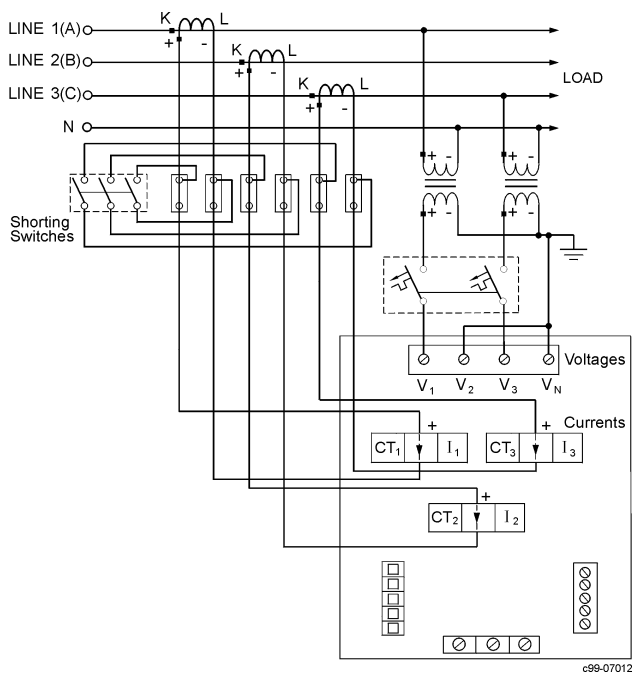 K L
LINE 1(A)
+ -
K L
LINE 2(B)
+ -
K L
LINE 3(C)
+ -
LOAD
N
+ - + -
Shorting
Switches
+ - + -
Voltages
V1 V2 V3 VN
Currents
+ +
CT1 I1 CT3 I3
+
CT2 I2
c99-07012